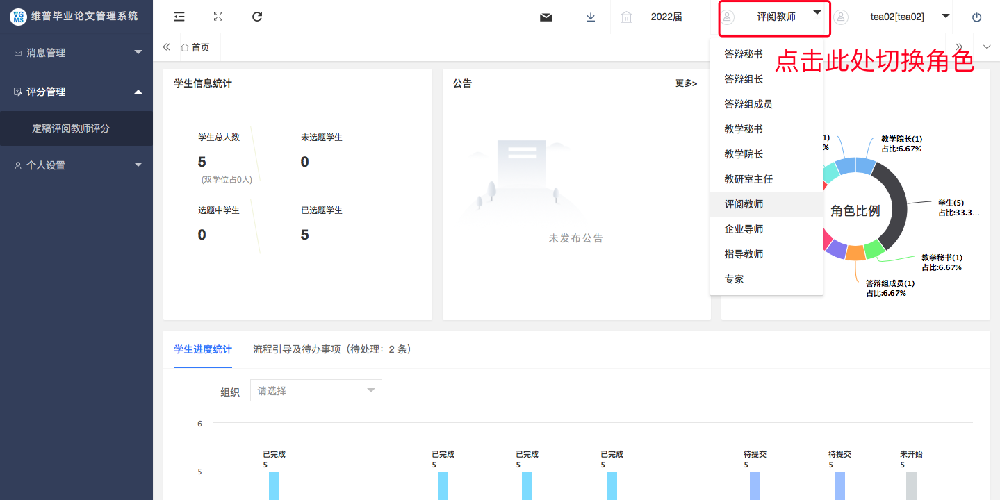 VG
MS
维普毕业论文管理系统
2022届
评阅教师
tea02[tea02]
消息管理
评分管理
定稿评阅教师评分
个人设置
首页
点击此处切换角色
答辩秘书
答辩组长
答辩组成员
教学秘书
教学院长
教研室主任
评阅教师
企业导师
指导教师
专家
学生信息统计
学生总人数
5
(双学位占0人)
未选题学生
0
选题中学生
0
已选题学生
5
公告
更多>
未发布公告
1)
%
教学院长(1)
占比:6.67%
角色比例
学生(5)
占比:33.3...
教学秘书(1)
占比:6.67%
答辩组成员(1)
占比:6.67%
学生进度统计
流程引导及待办事项（待处理：2 条）
组织
请选择
6
已完成
5
已完成
5
已完成
5
已完成
5
待提交
5
待提交
5
未开始
5
5